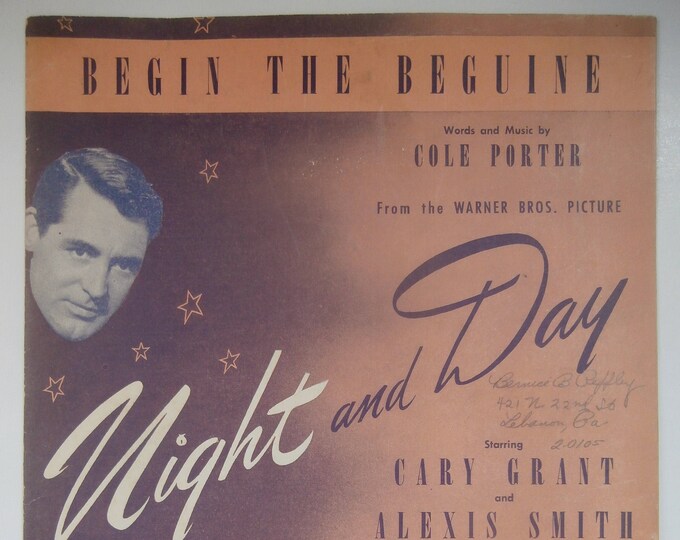 BEGIN THE BEGUINE
Words and Music by
COLE PORTER
From the WARNER BROS. PICTURE
Night and Day
421 N 22nd St
Lebanon, Pa.
Starring
CARY GRANT
and
ALEXIS SMITH